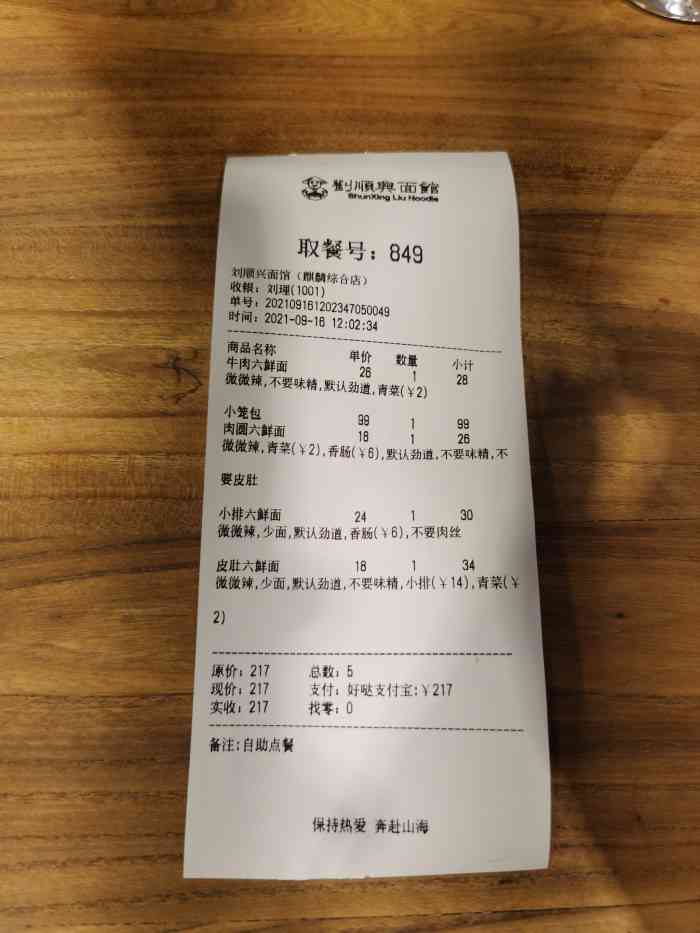 劉順興面館
ShunXing Liu Noodle
取餐号：849
刘顺兴面馆（麒麟综合店）
收银：刘理(1001)
单号：202109161202347050049
时间：2021-09-16 12:02:34
商品名称 单价 数量 小计
牛肉六鲜面 26 1 28
微微辣,不要味精,默认劲道,青菜(￥2)
小笼包 99 1 99
肉圆六鲜面 18 1 26
微微辣,青菜(￥2),香肠(￥6),默认劲道,不要味精,不
要皮肚
小排六鲜面 24 1 30
微微辣,少面,默认劲道,香肠(￥6),不要肉丝
皮肚六鲜面 18 1 34
微微辣,少面,默认劲道,不要味精,小排(￥14),青菜(￥
2)
原价：217 总数：5
现价：217 支付：好哒支付宝:￥217
实收：217 找零：0
备注:自助点餐
保持热爱 奔赴山海